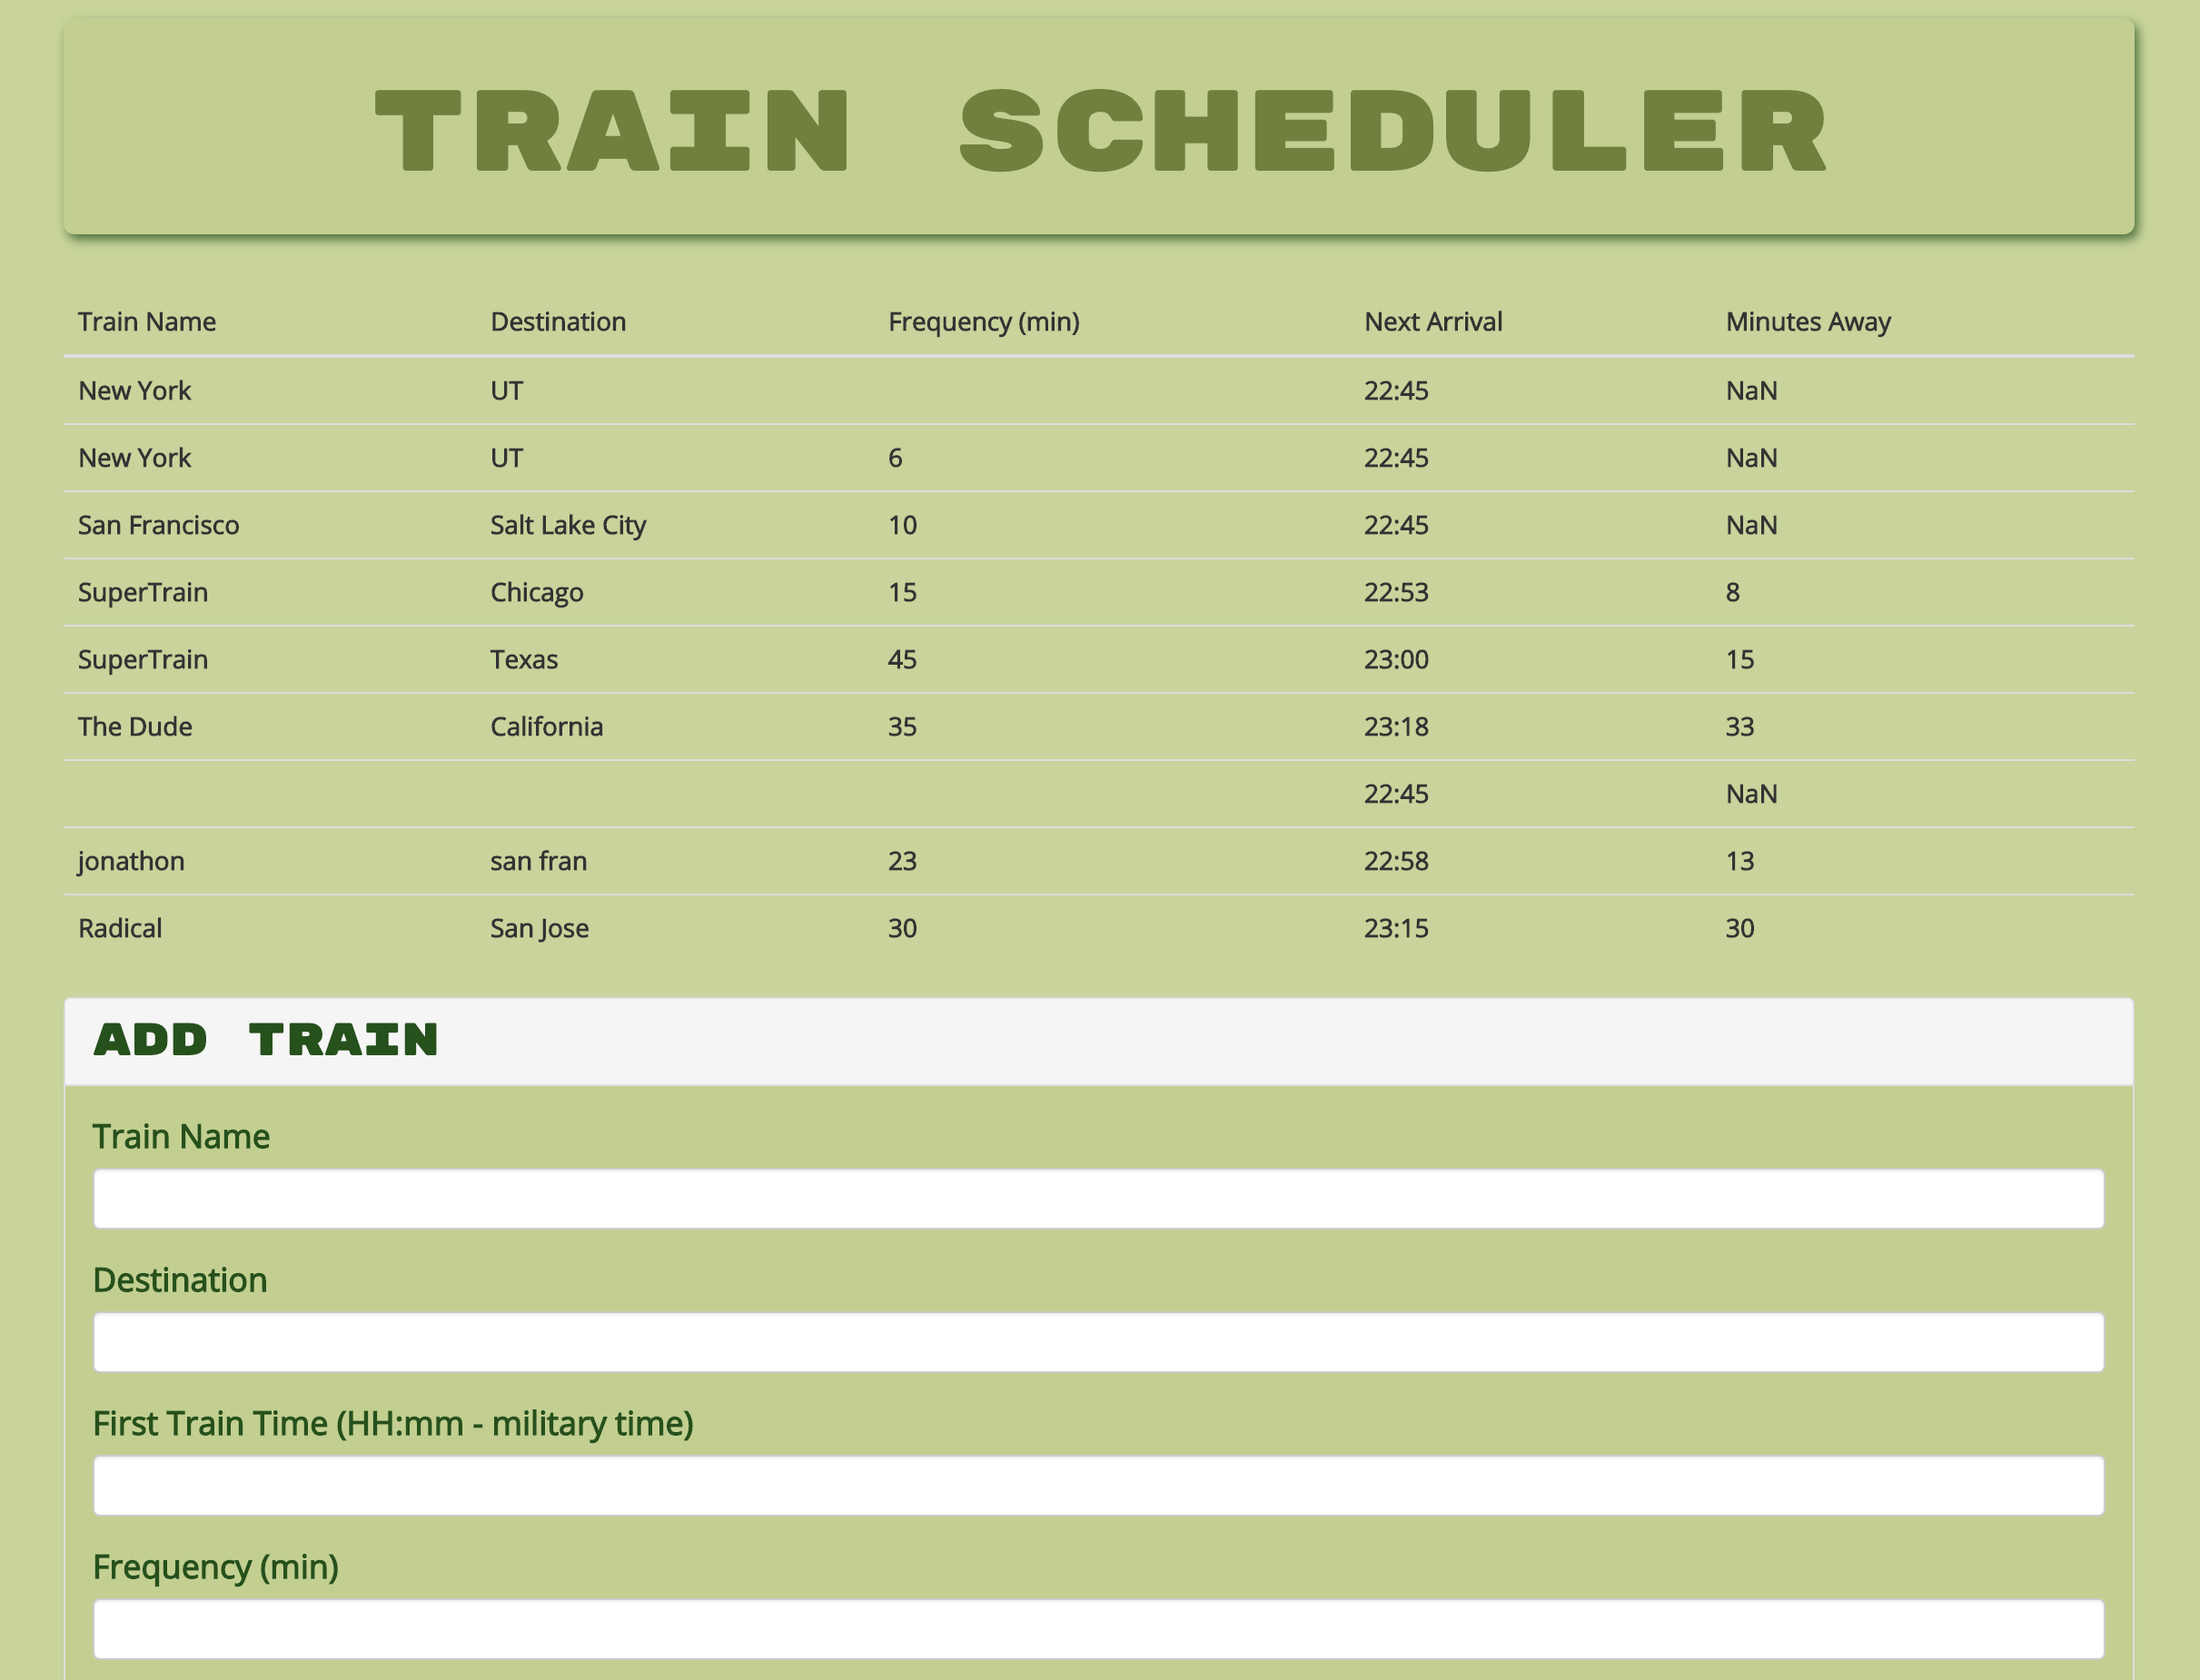 TRAIN SCHEDULER
Train Name Destination Frequency (min) Next Arrival Minutes Away
New York UT 22:45 NaN
New York UT 6 22:45 NaN
San Francisco Salt Lake City 10 22:45 NaN
SuperTrain Chicago 15 22:53 8
SuperTrain Texas 45 23:00 15
The Dude California 35 23:18 33
22:45 NaN
jonathon san fran 23 22:58 13
Radical San Jose 30 23:15 30
ADD TRAIN
Train Name
Destination
First Train Time (HH:mm - military time)
Frequency (min)